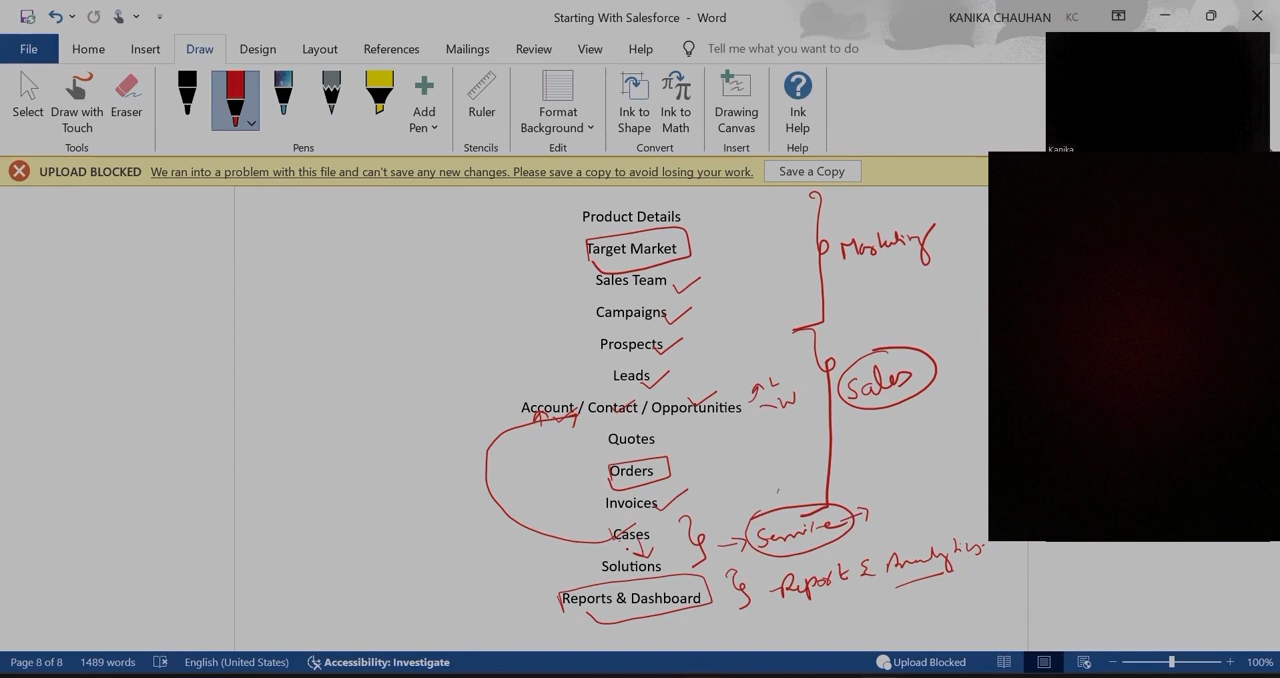 Starting With Salesforce - Word
KANIKA CHAUHAN KC
File Home Insert Draw Design Layout References Mailings Review View Help Tell me what you want to do
Select Draw with Touch Eraser Add Pen Ruler Format Background Ink to Shape Ink to Math Drawing Canvas Ink Help
Tools Pens Stencils Edit Convert Insert Help
Kanika
UPLOAD BLOCKED We ran into a problem with this file and can't save any new changes. Please save a copy to avoid losing your work. Save a Copy
Product Details
Target Market
Marketing
Sales Team
Campaigns
Prospects
Leads
Sales
Account / Contact / Opportunities
L
W
Quotes
Orders
Invoices
Cases
Service
Solutions
Report & Analytics
Reports & Dashboard
Page 8 of 8 1489 words English (United States) Accessibility: Investigate Upload Blocked 100%